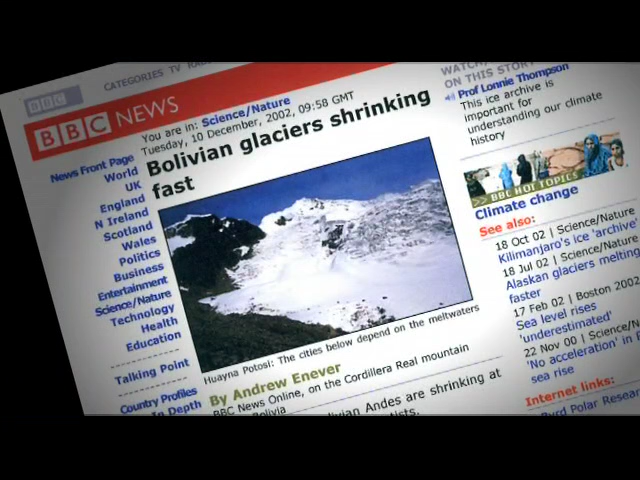 BBC
CATEGORIES TV
BBC NEWS
You are in: Science/Nature
Tuesday, 10 December, 2002, 09:58 GMT
Bolivian glaciers shrinking
fast
News Front Page
World
UK
England
N Ireland
Scotland
Wales
Politics
Business
Entertainment
Science/Nature
Technology
Health
Education
Talking Point
Country Profiles
In Depth
Huayna Potosi: The cities below depend on the meltwaters
By Andrew Enever
BBC News Online, on the Cordillera Real mountain
Bolivia
Andes are shrinking at
ON THIS STORY
Prof Lonnie Thompson
This ice archive is
important for
understanding our climate
history
>> BBC HOT TOPICS
Climate change
See also:
18 Oct 02 | Science/Nature
Kilimanjaro's ice 'archive'
18 Jul 02 | Science/Nature
Alaskan glaciers melting
faster
17 Feb 02 | Boston 2002
Sea level rises
'underestimated'
22 Nov 00 | Science/Nature
'No acceleration' in
sea rise
Internet links:
Byrd Polar